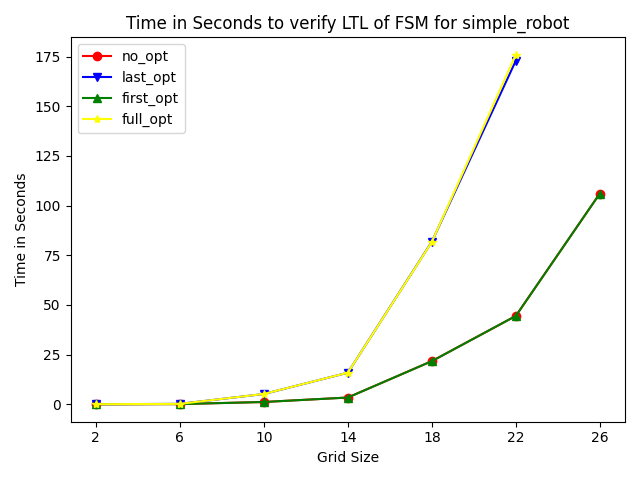 Time in Seconds to verify LTL of FSM for simple_robot
no_opt
last_opt
first_opt
full_opt
175
150
125
100
75
50
25
0
Time in Seconds
2 6 10 14 18 22 26
Grid Size